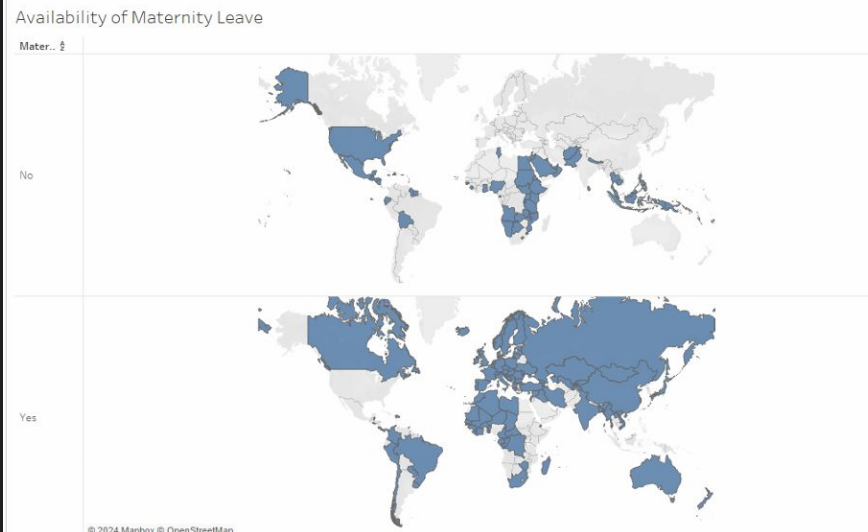 Availability of Maternity Leave
Mater..
No
Yes
© 2024 Mapbox © OpenStreetMap